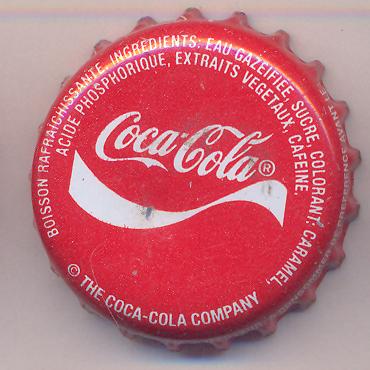 BOISSON RAFRAICHISSANTE, INGREDIENTS: EAU GAZEIFIEE, SUCRE, COLORANT: CARAMEL,
ACIDE PHOSPHORIQUE, EXTRAITS VEGETAUX, CAFEINE.
Coca-Cola ®
© THE COCA-COLA COMPANY